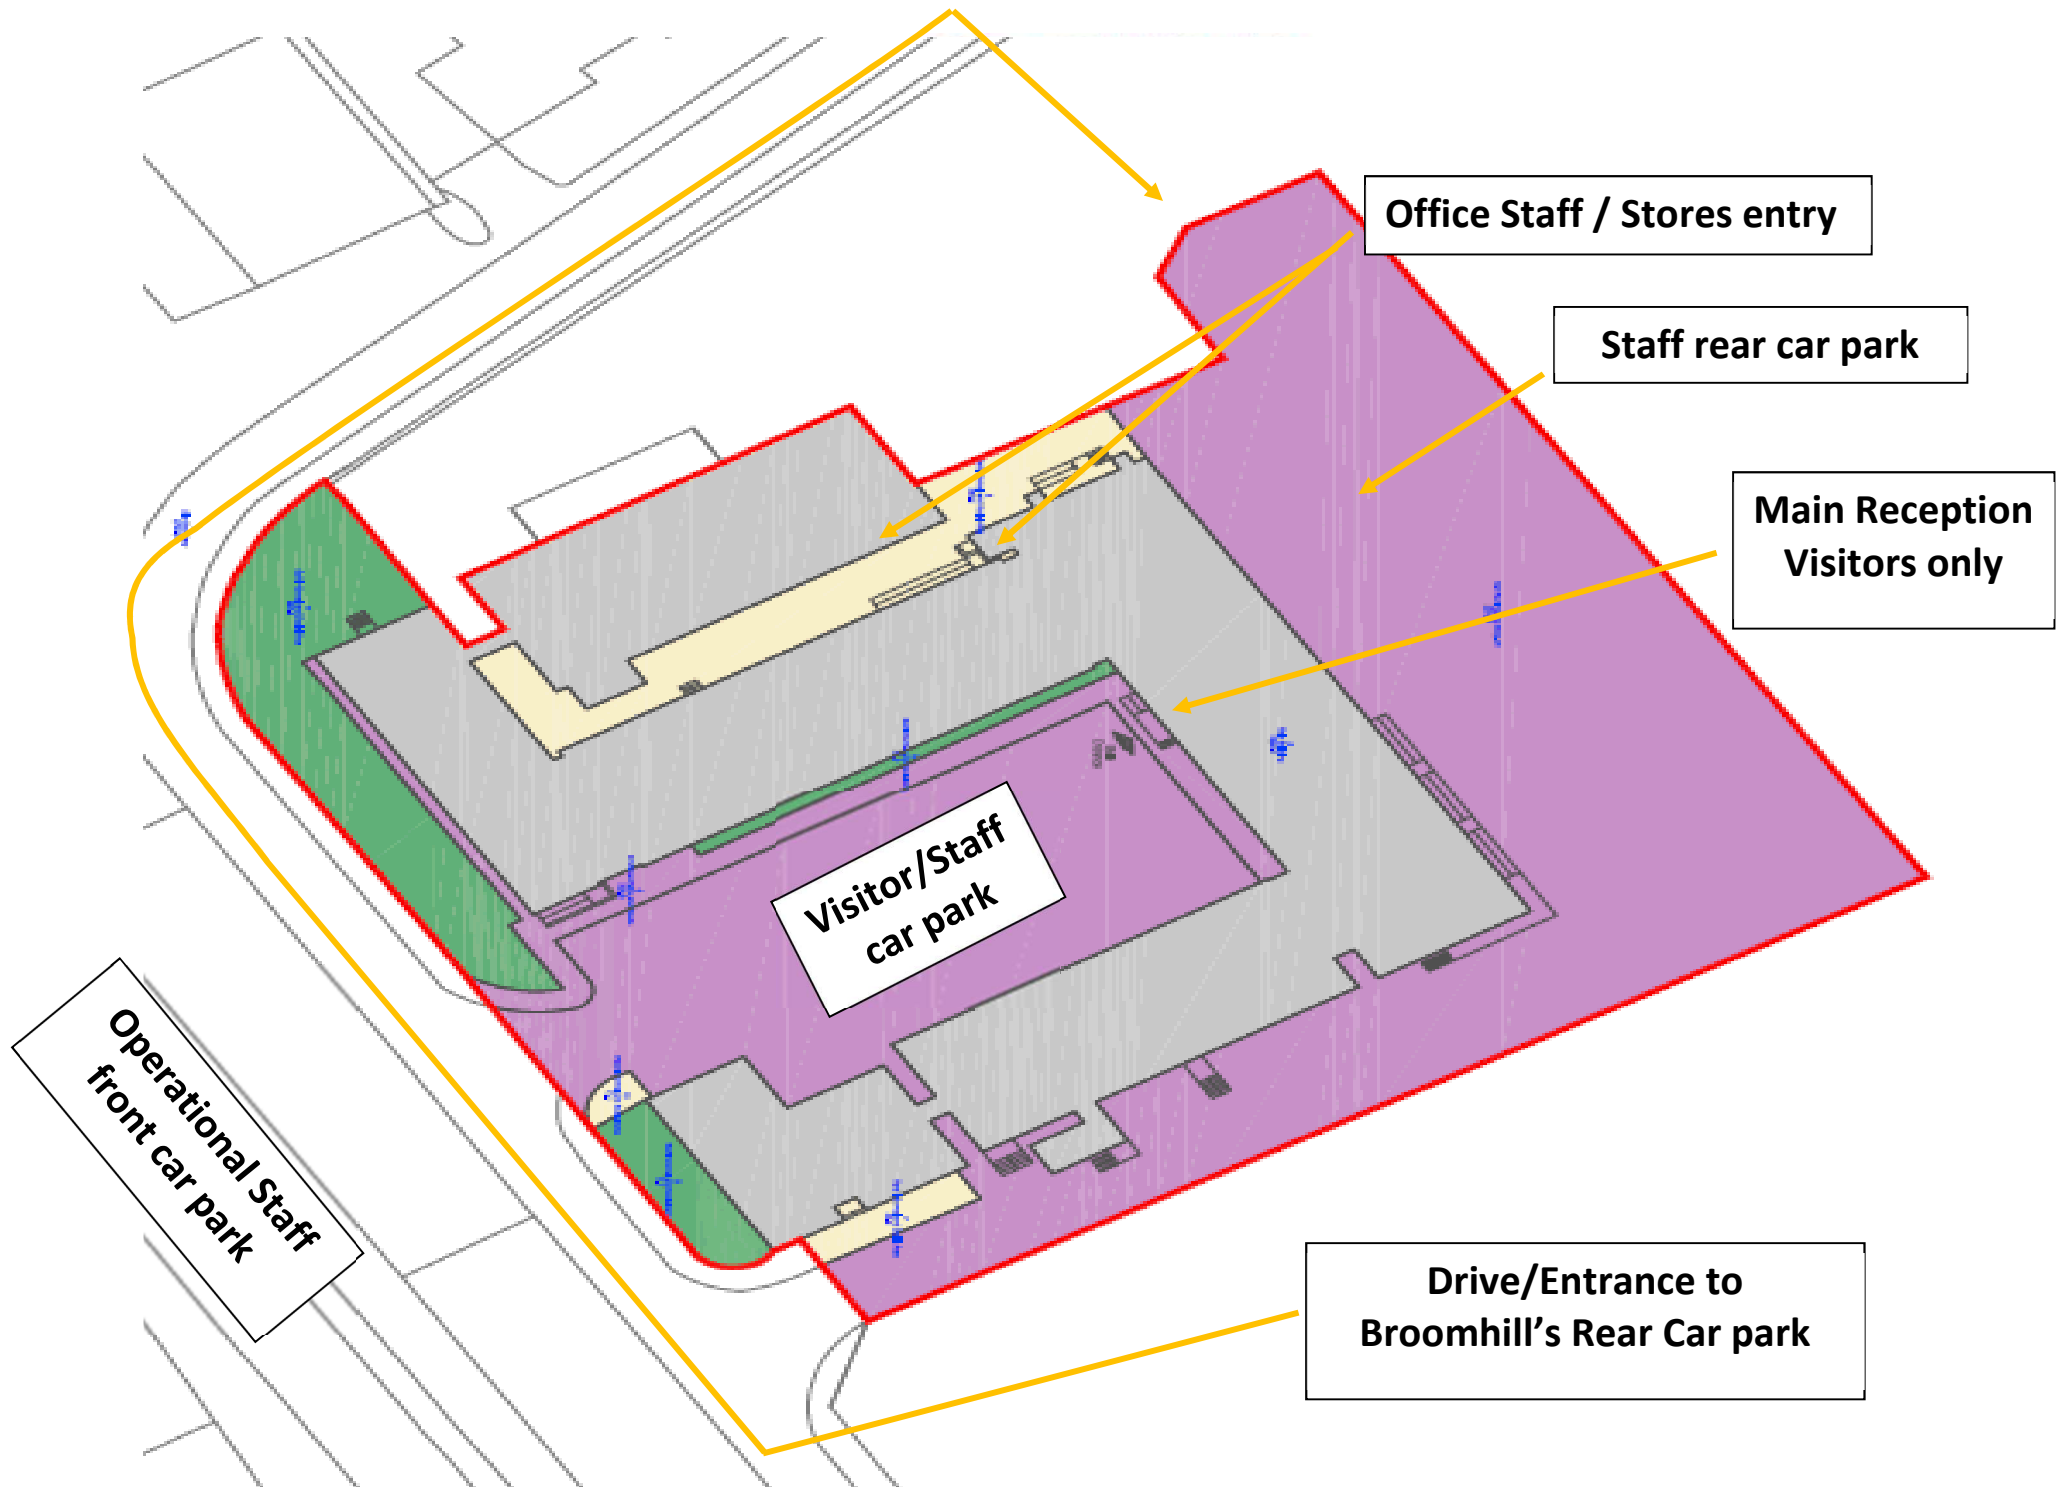 Office Staff / Stores entry
Staff rear car park
Main Reception
Visitors only
Visitor/Staff
car park
Operational Staff
front car park
Drive/Entrance to
Broomhill’s Rear Car park